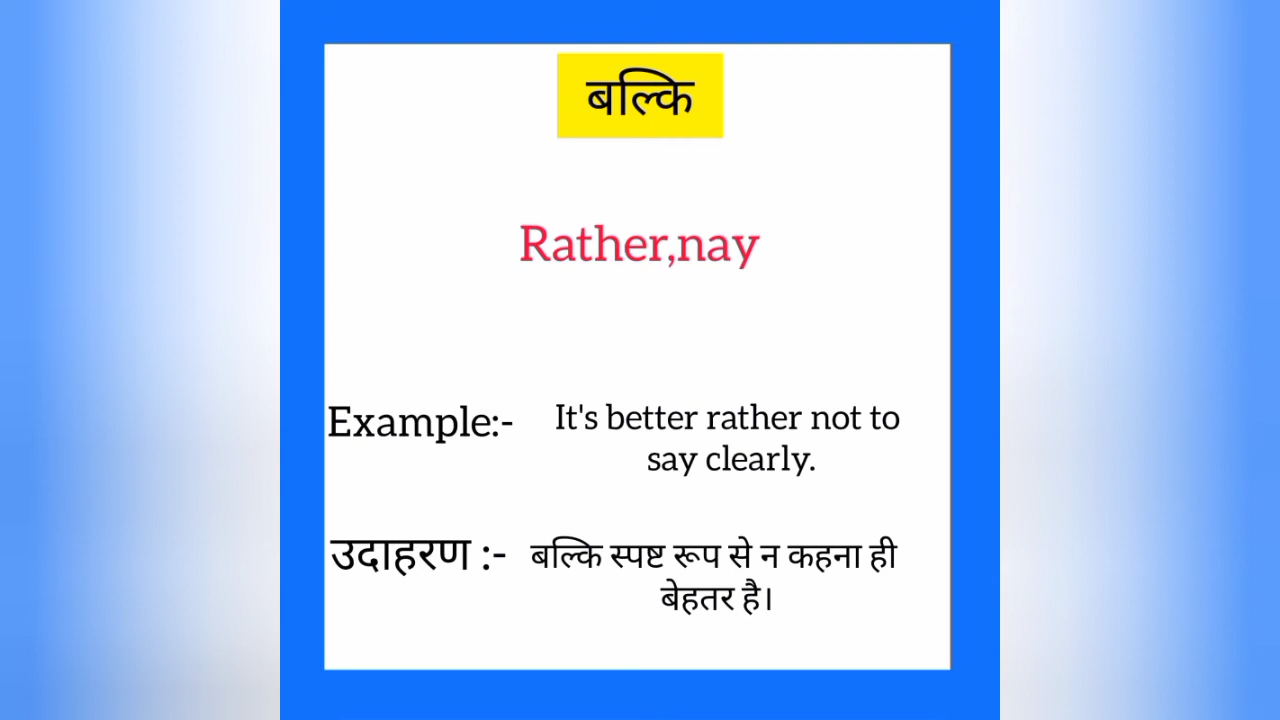 बल्कि
Rather,nay
Example:- It's better rather not to
say clearly.
उदाहरण :- बल्कि स्पष्ट रूप से न कहना ही
बेहतर है।